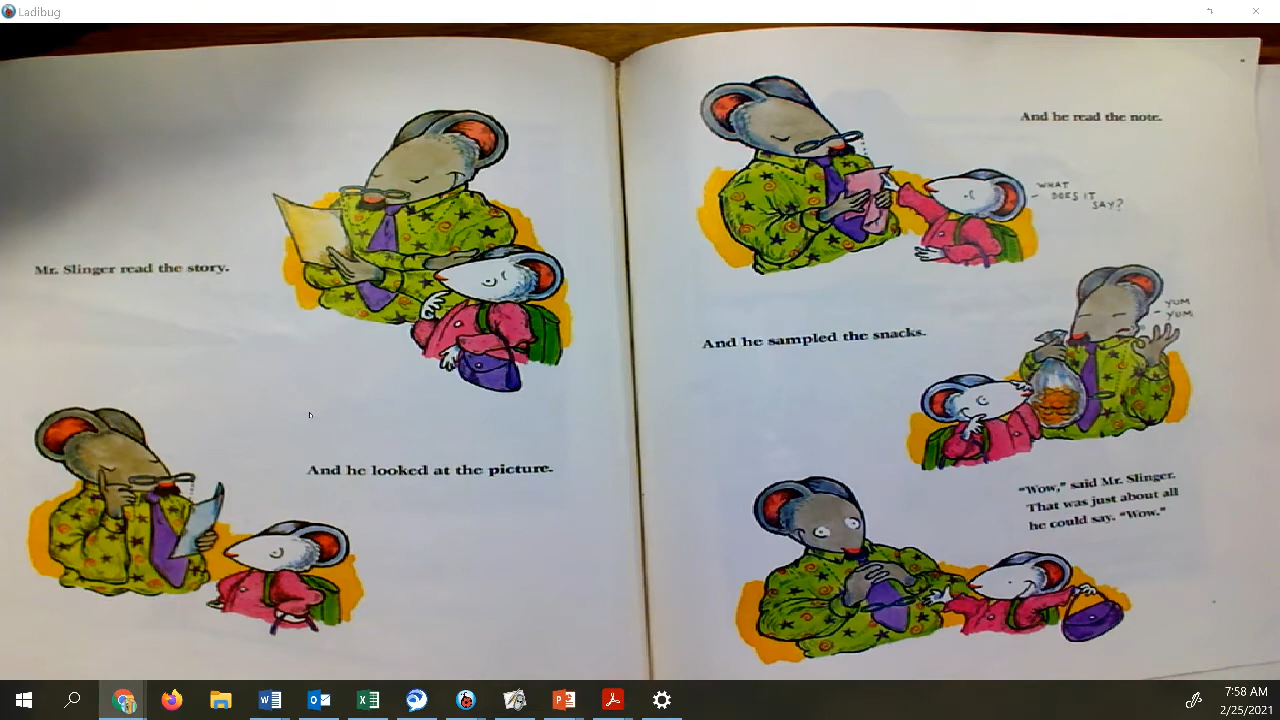 Ladibug
Mr. Slinger read the story.
And he looked at the picture.
And he read the note.
WHAT
DOES IT
SAY?
And he sampled the snacks.
YUM
YUM
"Wow," said Mr. Slinger.
That was just about all
he could say. "Wow."
7:58 AM
2/25/2021